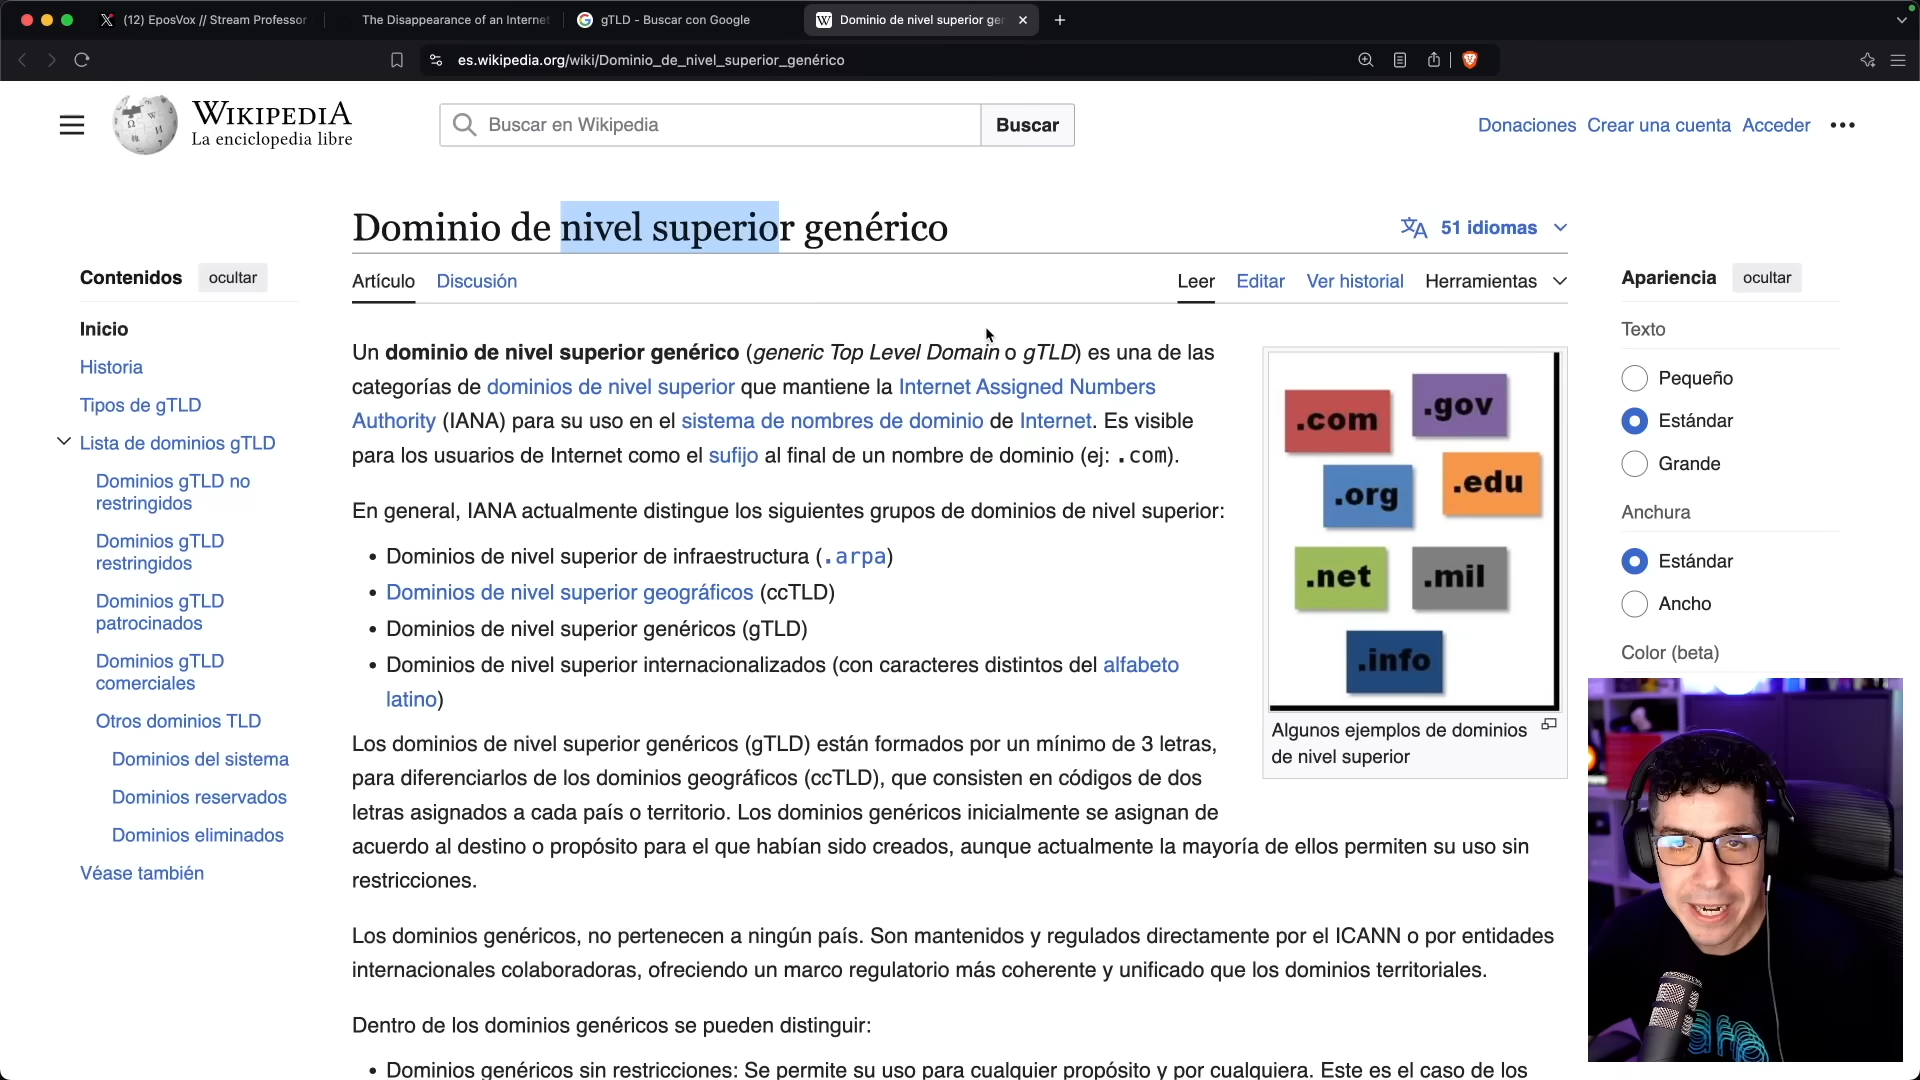 (12) EposVox // Stream Professor
The Disappearance of an Internet
gTLD - Buscar con Google
Dominio de nivel superior ger
es.wikipedia.org/wiki/Dominio_de_nivel_superior_genérico
WIKIPEDIA
La enciclopedia libre
Buscar en Wikipedia
Buscar
Donaciones Crear una cuenta Acceder
Dominio de nivel superior genérico
51 idiomas
Artículo Discusión
Leer Editar Ver historial Herramientas
Contenidos ocultar
Inicio
Historia
Tipos de gTLD
Lista de dominios gTLD
Dominios gTLD no
restringidos
Dominios gTLD
restringidos
Dominios gTLD
patrocinados
Dominios gTLD
comerciales
Otros dominios TLD
Dominios del sistema
Dominios reservados
Dominios eliminados
Véase también
Un dominio de nivel superior genérico (generic Top Level Domain o gTLD) es una de las
categorías de dominios de nivel superior que mantiene la Internet Assigned Numbers
Authority (IANA) para su uso en el sistema de nombres de dominio de Internet. Es visible
para los usuarios de Internet como el sufijo al final de un nombre de dominio (ej: .com).
En general, IANA actualmente distingue los siguientes grupos de dominios de nivel superior:
• Dominios de nivel superior de infraestructura (.arpa)
• Dominios de nivel superior geográficos (ccTLD)
• Dominios de nivel superior genéricos (gTLD)
• Dominios de nivel superior internacionalizados (con caracteres distintos del alfabeto
latino)
Los dominios de nivel superior genéricos (gTLD) están formados por un mínimo de 3 letras,
para diferenciarlos de los dominios geográficos (ccTLD), que consisten en códigos de dos
letras asignados a cada país o territorio. Los dominios genéricos inicialmente se asignan de
acuerdo al destino o propósito para el que habían sido creados, aunque actualmente la mayoría de ellos permiten su uso sin
restricciones.
Los dominios genéricos, no pertenecen a ningún país. Son mantenidos y regulados directamente por el ICANN o por entidades
internacionales colaboradoras, ofreciendo un marco regulatorio más coherente y unificado que los dominios territoriales.
Dentro de los dominios genéricos se pueden distinguir:
• Dominios genéricos sin restricciones: Se permite su uso para cualquier propósito y por cualquiera. Este es el caso de los
.com
.gov
.org
.edu
.net
.mil
.info
Algunos ejemplos de dominios
de nivel superior
Apariencia ocultar
Texto
Pequeño
Estándar
Grande
Anchura
Estándar
Ancho
Color (beta)